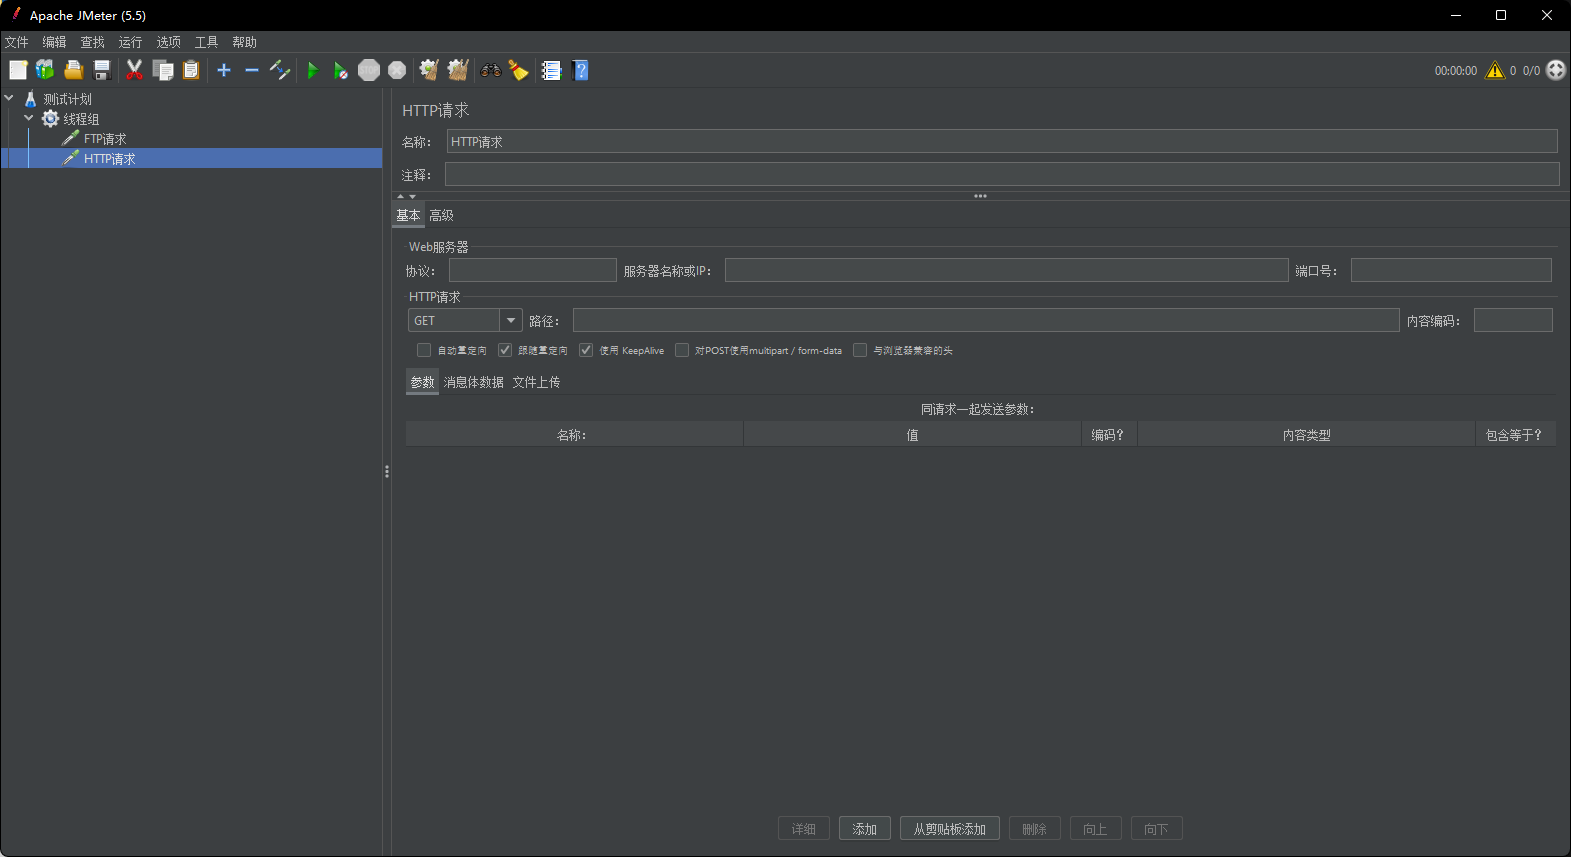 Apache JMeter (5.5)
文件 编辑 查找 运行 选项 工具 帮助
STOP 00:00:00 0 0/0
测试计划
线程组
FTP请求
HTTP请求
HTTP请求
名称： HTTP请求
注释：
基本 高级
Web服务器
协议： 服务器名称或IP： 端口号：
HTTP请求
GET 路径： 内容编码：
自动重定向 跟随重定向 使用 KeepAlive 对POST使用multipart / form-data 与浏览器兼容的头
参数 消息体数据 文件上传
同请求一起发送参数：
名称： 值 编码？ 内容类型 包含等于？
详细 添加 从剪贴板添加 删除 向上 向下